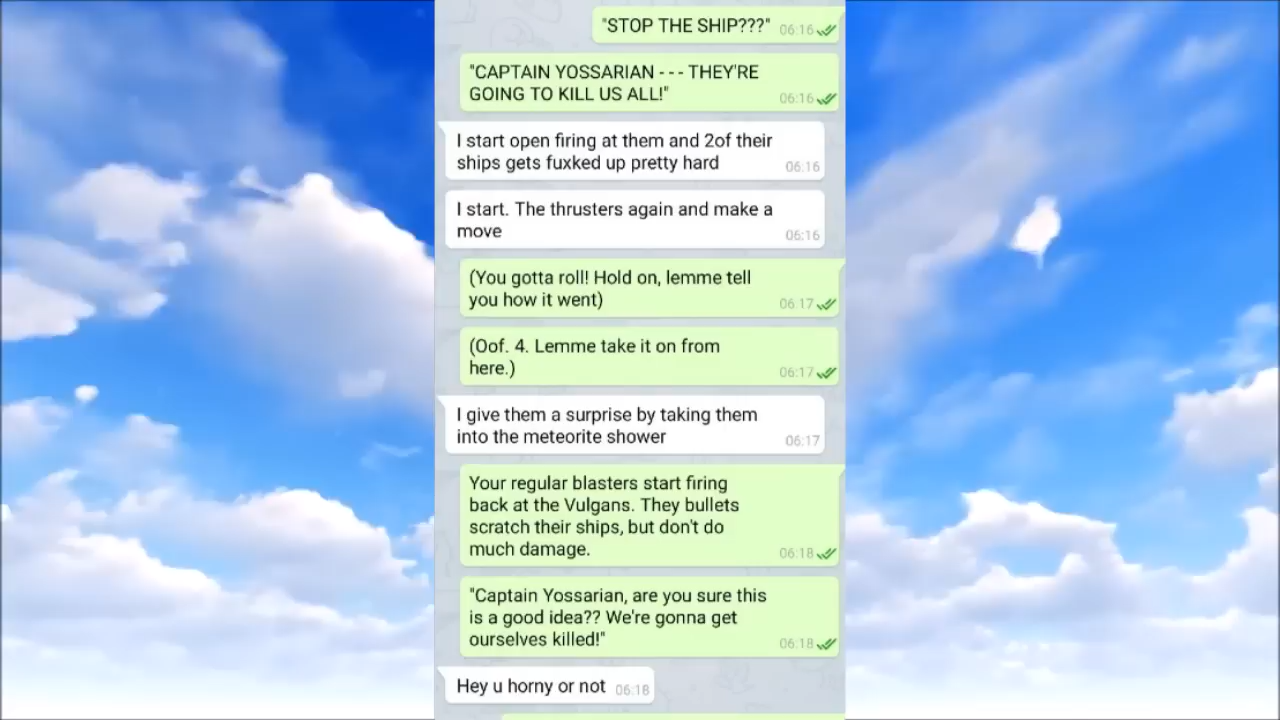 "STOP THE SHIP???" 06:16
"CAPTAIN YOSSARIAN - - - THEY'RE
GOING TO KILL US ALL!" 06:16
I start open firing at them and 2of their
ships gets fuxked up pretty hard 06:16
I start. The thrusters again and make a
move 06:16
(You gotta roll! Hold on, lemme tell
you how it went) 06:17
(Oof. 4. Lemme take it on from
here.) 06:17
I give them a surprise by taking them
into the meteorite shower 06:17
Your regular blasters start firing
back at the Vulgans. They bullets
scratch their ships, but don't do
much damage. 06:18
"Captain Yossarian, are you sure this
is a good idea?? We're gonna get
ourselves killed!" 06:18
Hey u horny or not 06:18